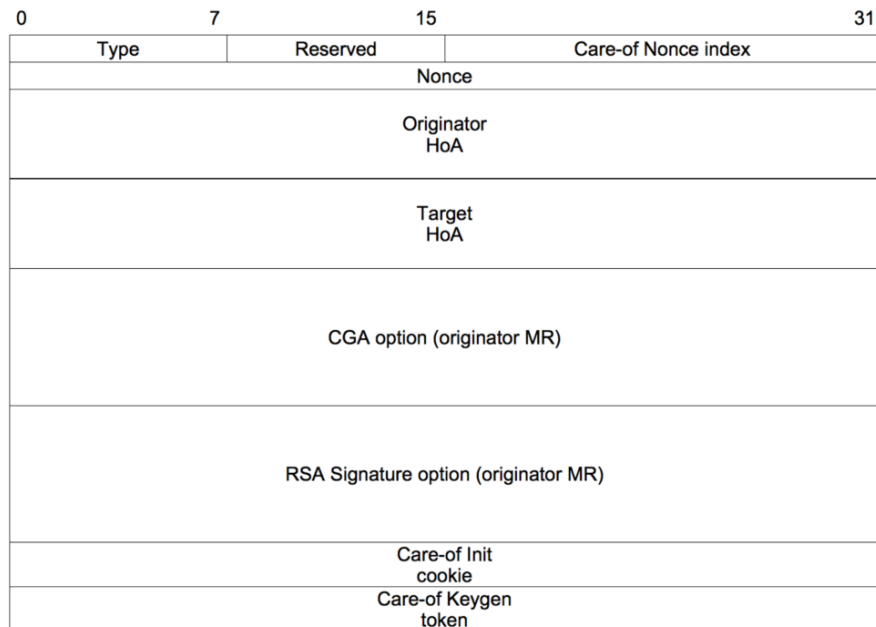 0 7 15 31
Type Reserved Care-of Nonce index
Nonce
Originator
HoA
Target
HoA
CGA option (originator MR)
RSA Signature option (originator MR)
Care-of Init
cookie
Care-of Keygen
token